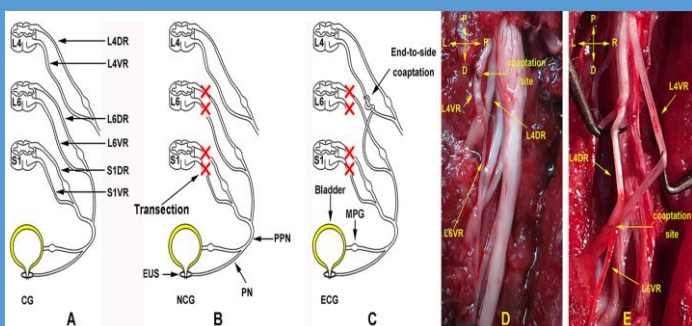 L4
L6
S1
L4DR
L4VR
L6DR
L6VR
S1DR
S1VR
CG
A
L4
L6
S1
Transection
EUS
PPN
PN
NCG
B
L4
L6
S1
End-to-side
coaptation
Bladder
MPG
ECG
C
P
L
R
D
coaptation
site
L4VR
L4DR
L6VR
D
P
L
R
D
L4VR
L4DR
coaptation
site
L6VR
E